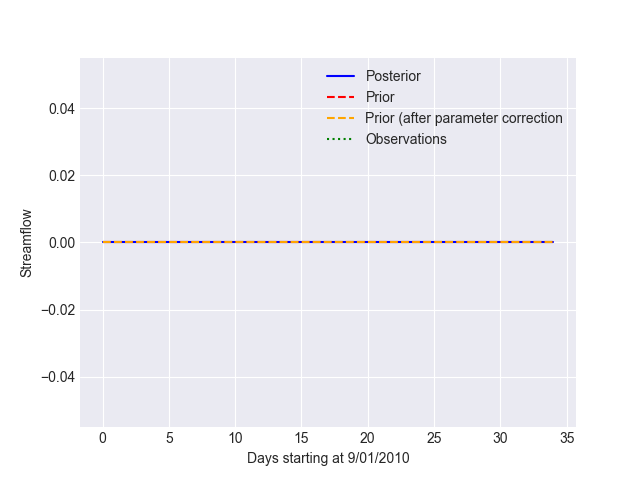 Posterior
Prior
Prior (after parameter correction
Observations
0.04
0.02
0.00
−0.02
−0.04
Streamflow
0 5 10 15 20 25 30 35
Days starting at 9/01/2010